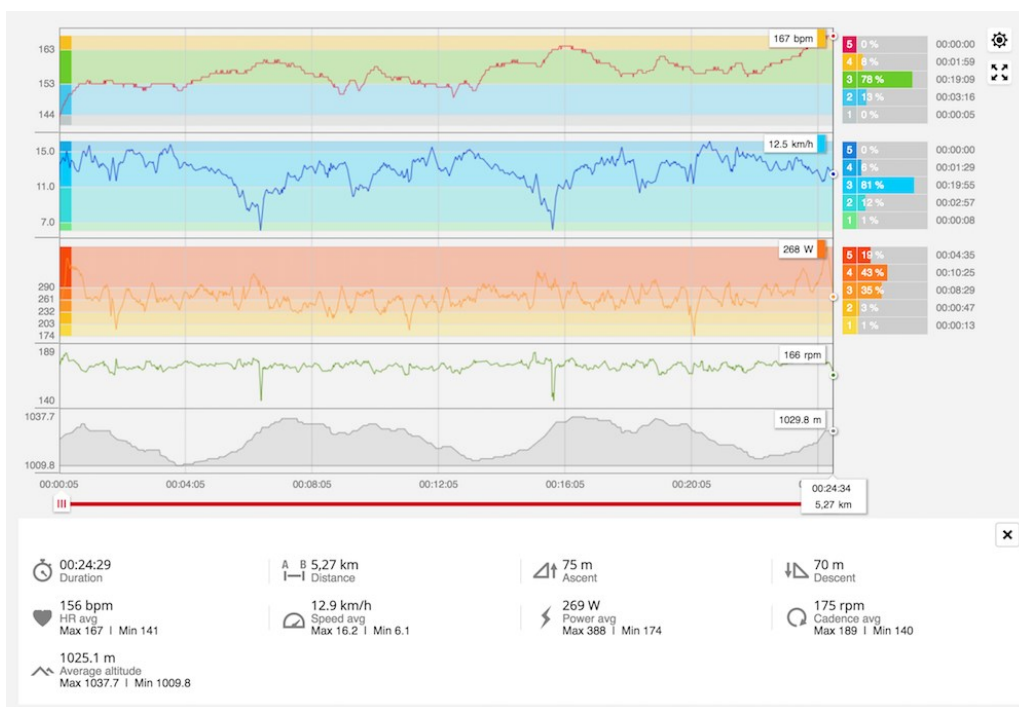 163
153
144
167 bpm
5 0 % 00:00:00
4 8 % 00:01:59
3 78 % 00:19:09
2 13 % 00:03:16
1 0 % 00:00:05
15.0
11.0
7.0
12.5 km/h
5 0 % 00:00:00
4 6 % 00:01:29
3 81 % 00:19:55
2 12 % 00:02:57
1 1 % 00:00:08
290
261
232
203
174
268 W
5 19 % 00:04:35
4 43 % 00:10:25
3 35 % 00:08:29
2 3 % 00:00:47
1 1 % 00:00:13
189
140
166 rpm
1037.7
1009.8
1029.8 m
00:00:05 00:04:05 00:08:05 00:12:05 00:16:05 00:20:05
00:24:34
5,27 km
00:24:29
Duration
A B 5,27 km
Distance
75 m
Ascent
70 m
Descent
156 bpm
HR avg
Max 167 | Min 141
12.9 km/h
Speed avg
Max 16.2 | Min 6.1
269 W
Power avg
Max 388 | Min 174
175 rpm
Cadence avg
Max 189 | Min 140
1025.1 m
Average altitude
Max 1037.7 | Min 1009.8